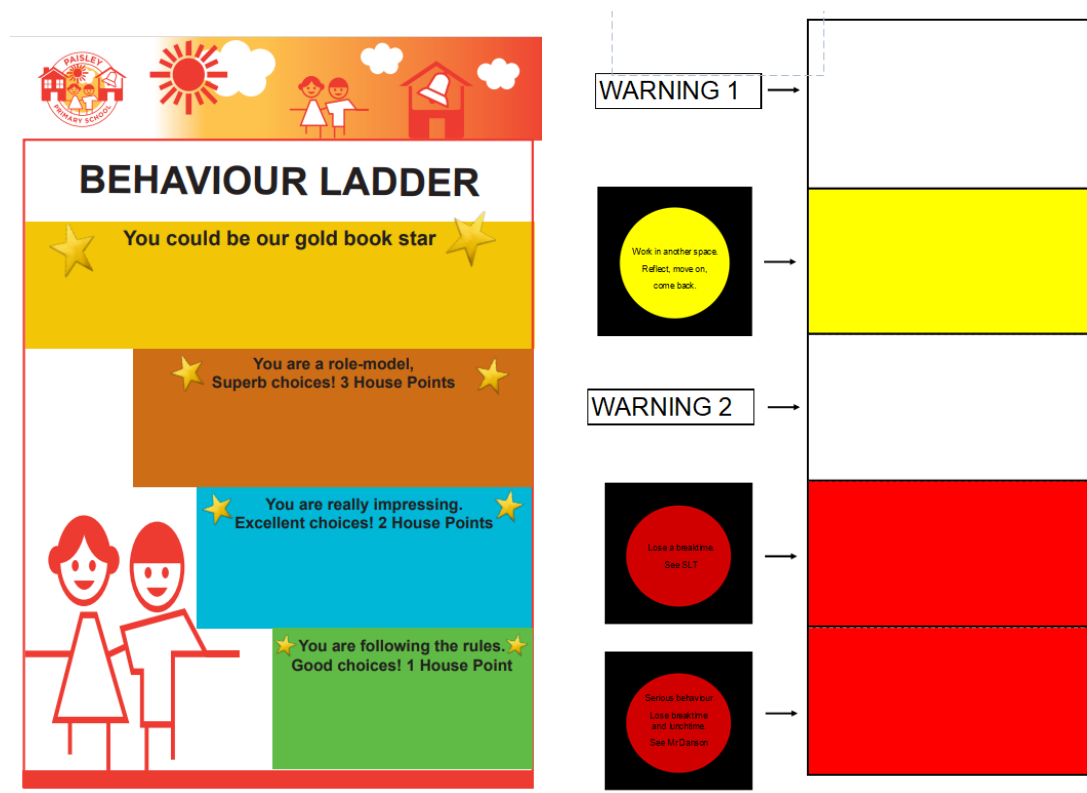 PAISLEY
PRIMARY SCHOOL
BEHAVIOUR LADDER
You could be our gold book star
You are a role-model,
Superb choices! 3 House Points
You are really impressing.
Excellent choices! 2 House Points
You are following the rules.
Good choices! 1 House Point
WARNING 1
Work in another space.
Reflect, move on,
come back.
WARNING 2
Lose a breaktime.
See SLT
Serious behaviour
Lose breaktime
and lunchtime.
See Mr Danson